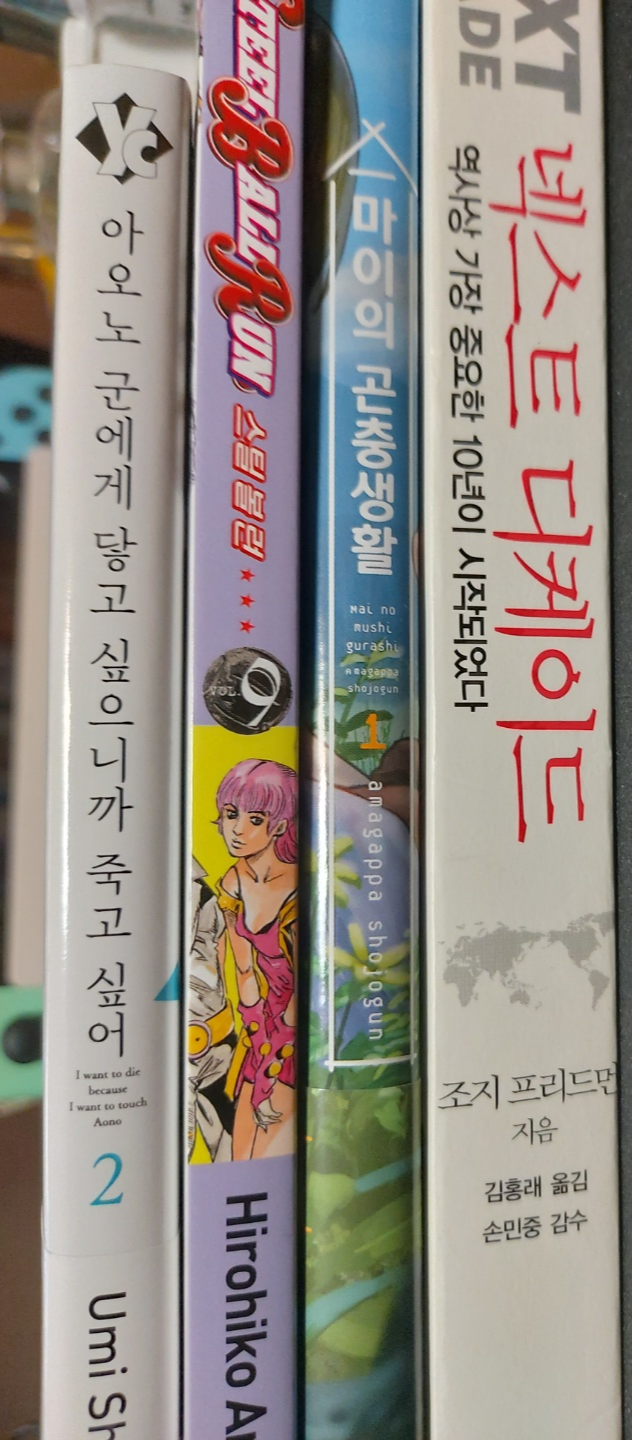 YC
아오노 군에게 닿고 싶으니까 죽고 싶어
I want to die
because
I want to touch
Aono
2
Umi Sh
STEEL BALL RUN
스틸 볼 런
VOL. 9
Hirohiko Ar
마이의 곤충생활
Mai no
mushi
gurashi
Amagappa
shojogun
1
amagappa shojogun
XT
ADE
넥스트 디케이드
역사상 가장 중요한 10년이 시작되었다
조지 프리드먼
지음
김홍래 옮김
손민중 감수